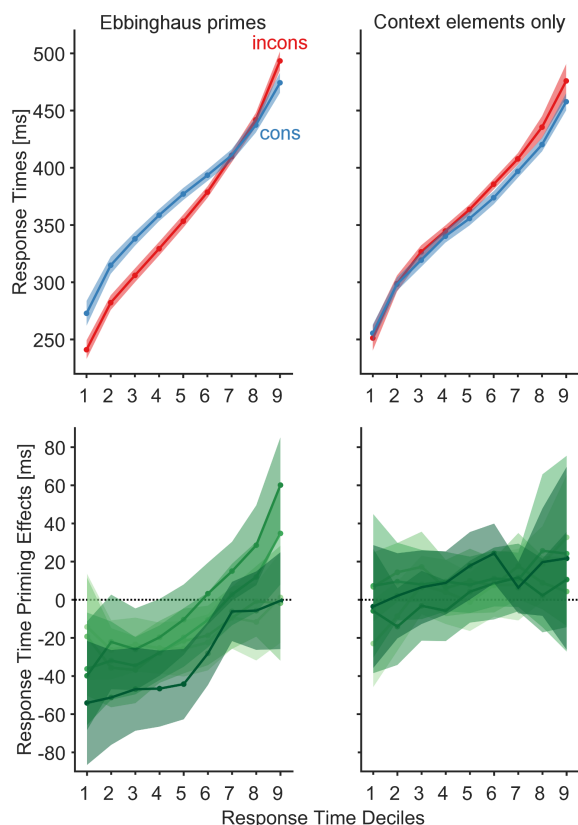 Ebbinghaus primes
Context elements only
Response Times [ms]
500
450
400
350
300
250
incons
cons
1 2 3 4 5 6 7 8 9
1 2 3 4 5 6 7 8 9
Response Time Priming Effects [ms]
80
60
40
20
0
-20
-40
-60
-80
1 2 3 4 5 6 7 8 9
1 2 3 4 5 6 7 8 9
Response Time Deciles